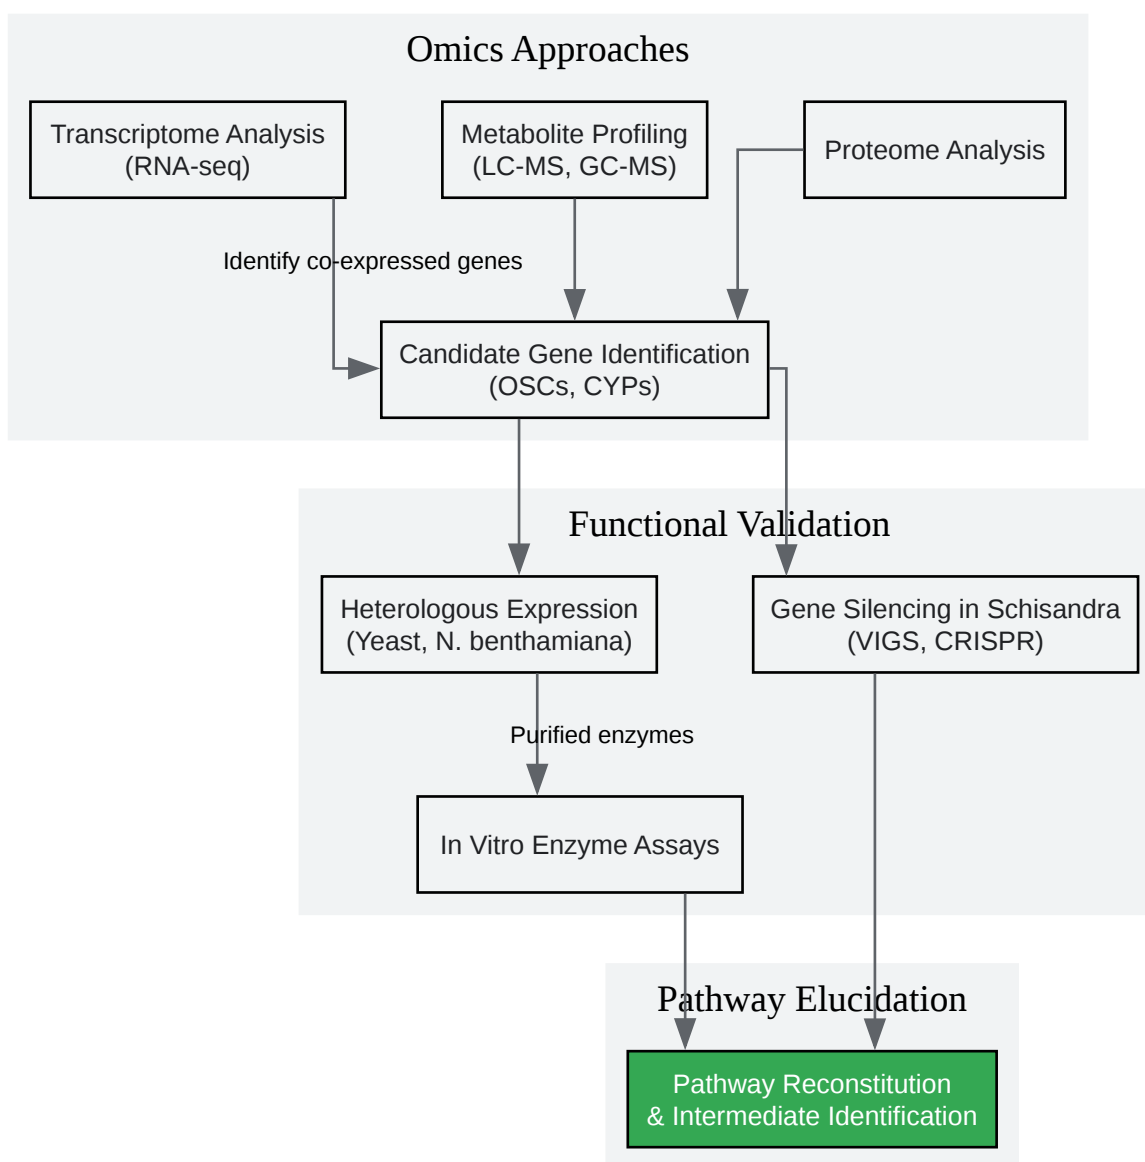 Omics Approaches
Transcriptome Analysis
(RNA-seq)
Metabolite Profiling
(LC-MS, GC-MS)
Proteome Analysis
Identify co-expressed genes
Candidate Gene Identification
(OSCs, CYPs)
Functional Validation
Heterologous Expression
(Yeast, N. benthamiana)
Gene Silencing in Schisandra
(VIGS, CRISPR)
Purified enzymes
In Vitro Enzyme Assays
Pathway Elucidation
Pathway Reconstitution
& Intermediate Identification